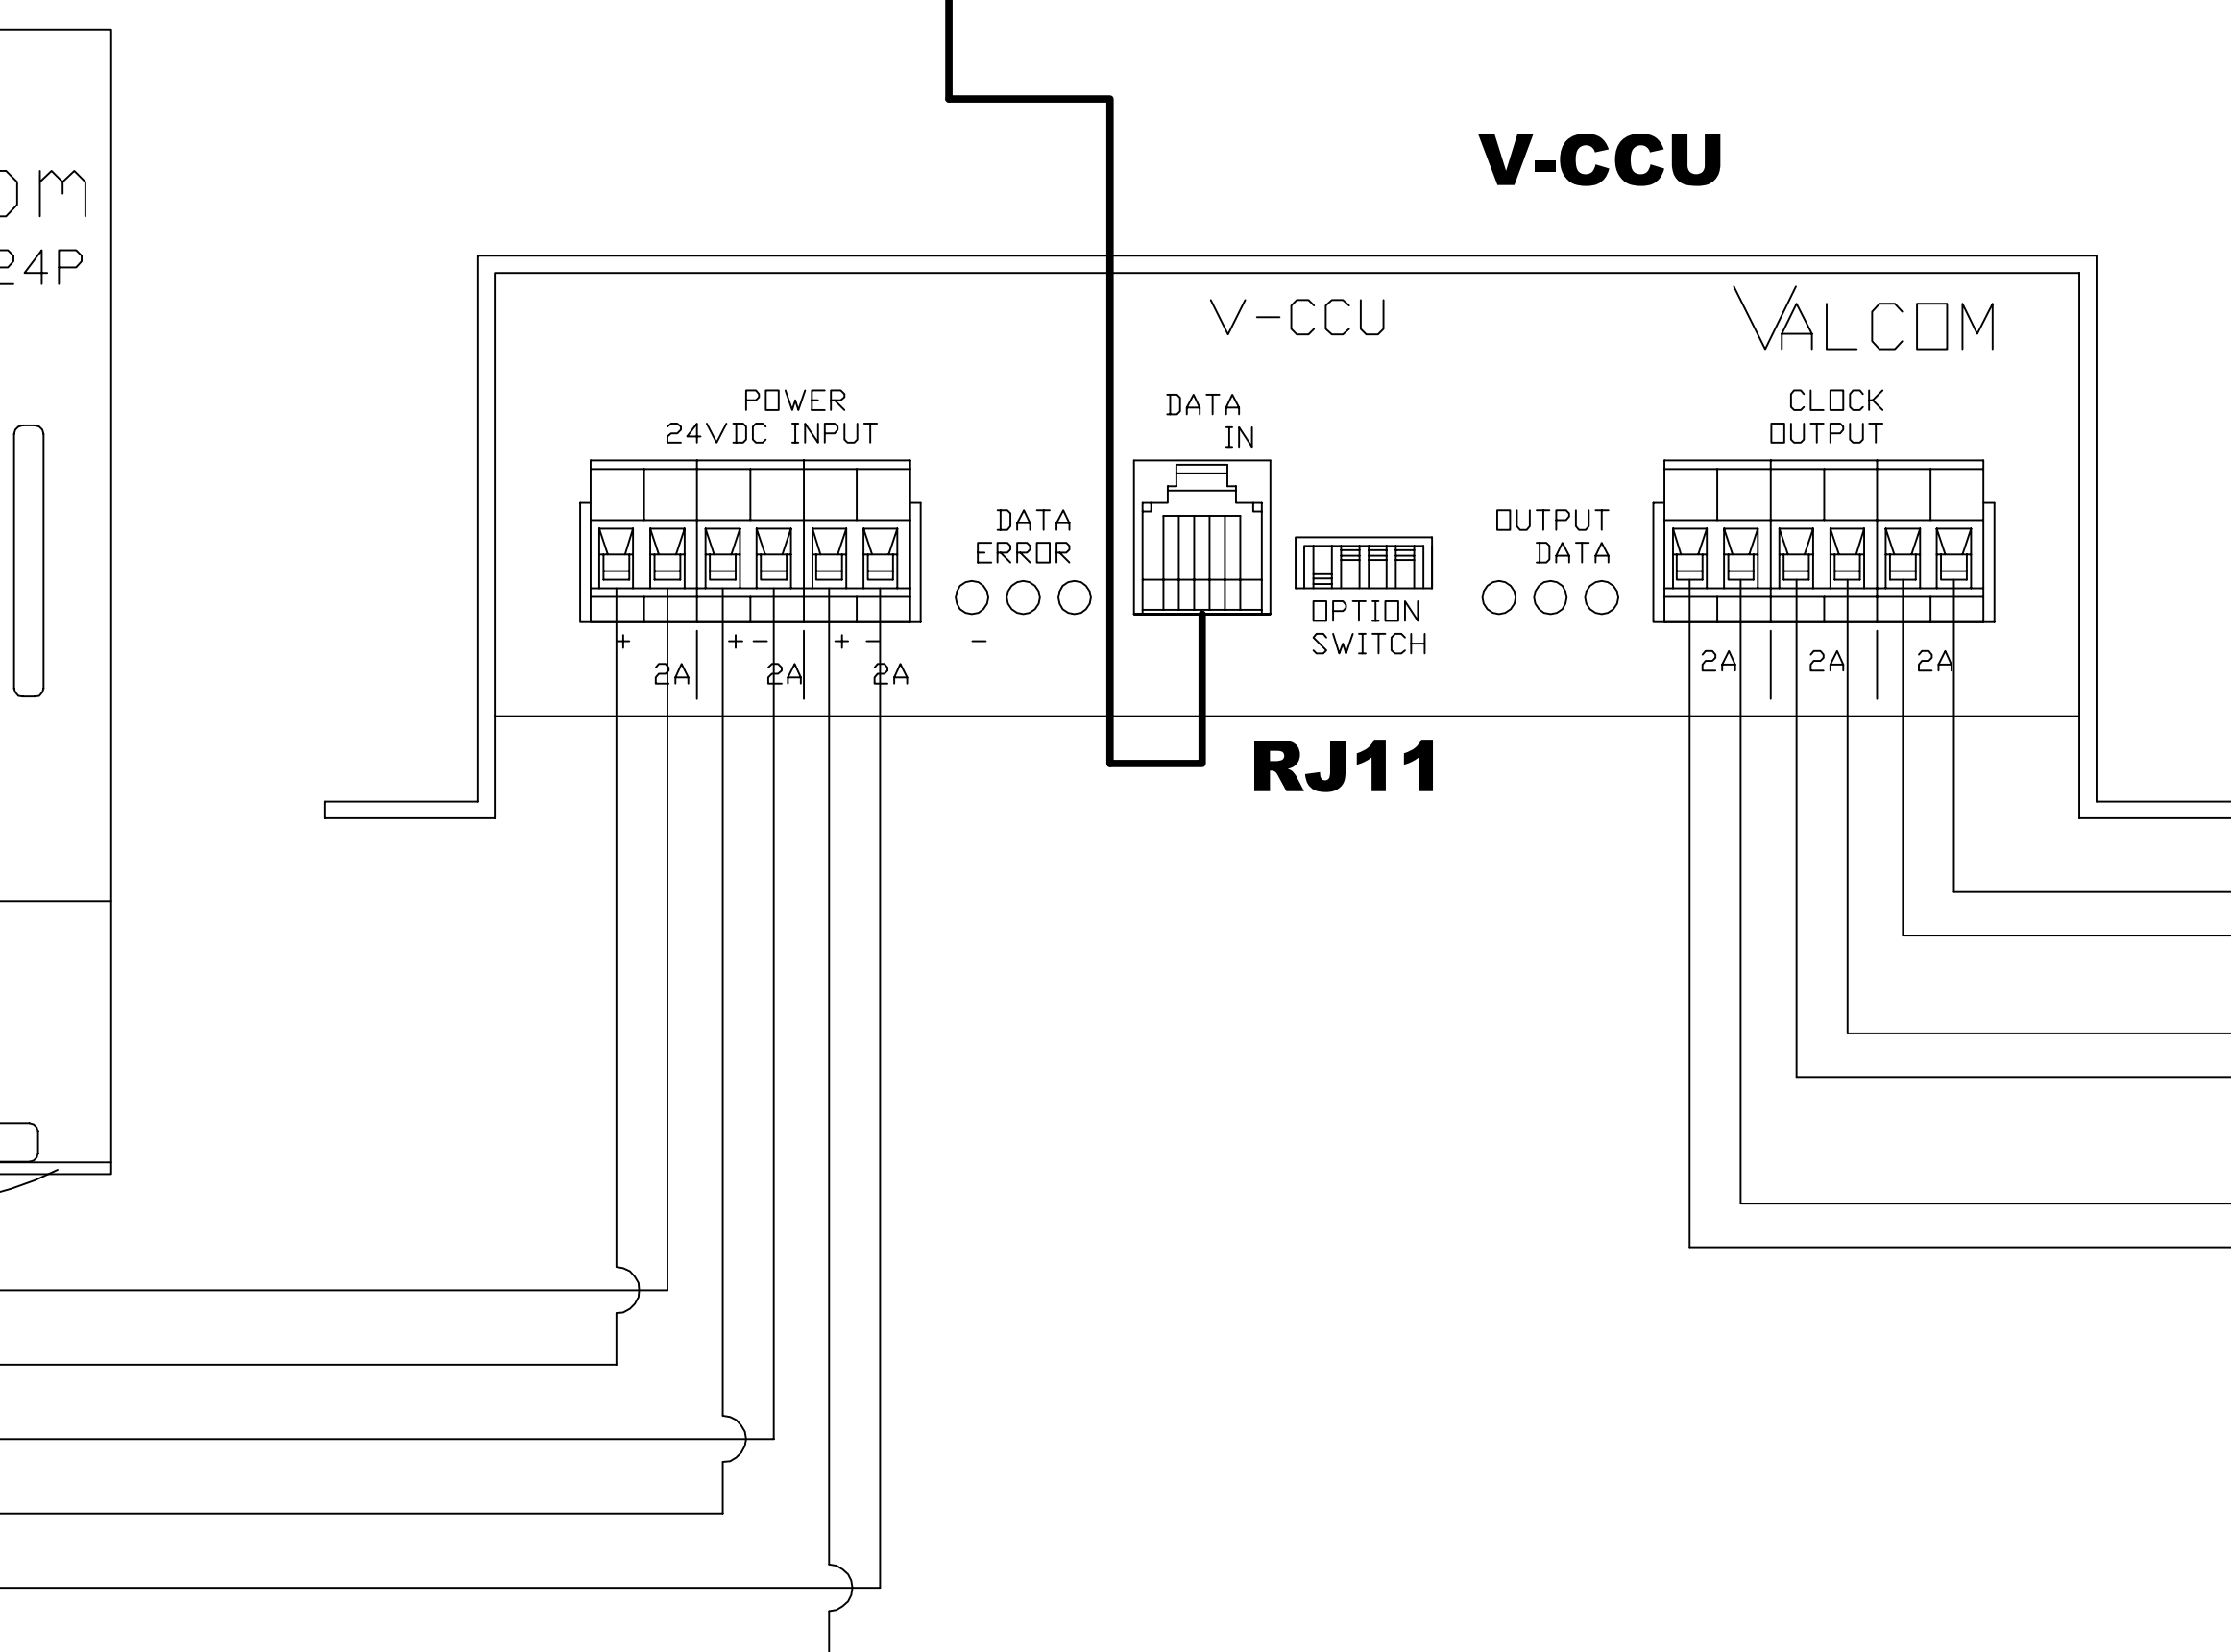 V-CCU
OM
24P
V-CCU
VALCOM
POWER
24VDC INPUT
DATA
IN
CLOCK
OUTPUT
DATA
ERROR
OUTPUT
DATA
OPTION
SWITCH
+ + - + - -
2A 2A 2A
2A 2A 2A
RJ11